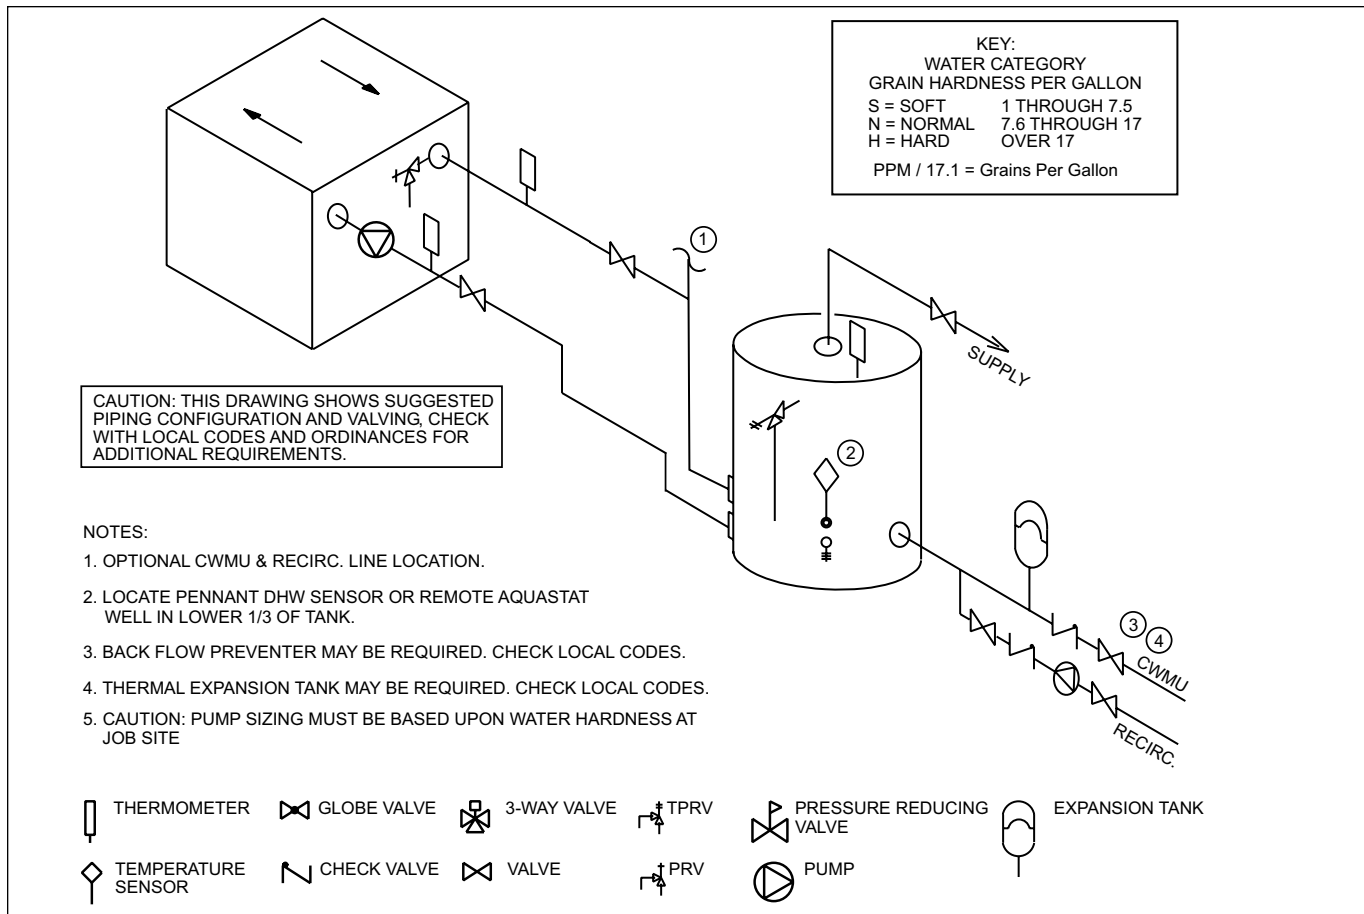 KEY:
WATER CATEGORY
GRAIN HARDNESS PER GALLON
S = SOFT 1 THROUGH 7.5
N = NORMAL 7.6 THROUGH 17
H = HARD OVER 17
PPM / 17.1 = Grains Per Gallon
1
SUPPLY
CAUTION: THIS DRAWING SHOWS SUGGESTED
PIPING CONFIGURATION AND VALVING, CHECK
WITH LOCAL CODES AND ORDINANCES FOR
ADDITIONAL REQUIREMENTS.
2
3
4
CWMU
RECIRC.
NOTES:
1. OPTIONAL CWMU & RECIRC. LINE LOCATION.
2. LOCATE PENNANT DHW SENSOR OR REMOTE AQUASTAT
WELL IN LOWER 1/3 OF TANK.
3. BACK FLOW PREVENTER MAY BE REQUIRED. CHECK LOCAL CODES.
4. THERMAL EXPANSION TANK MAY BE REQUIRED. CHECK LOCAL CODES.
5. CAUTION: PUMP SIZING MUST BE BASED UPON WATER HARDNESS AT
JOB SITE
THERMOMETER
GLOBE VALVE
3-WAY VALVE
TPRV
PRESSURE REDUCING
VALVE
EXPANSION TANK
TEMPERATURE
SENSOR
CHECK VALVE
VALVE
PRV
PUMP